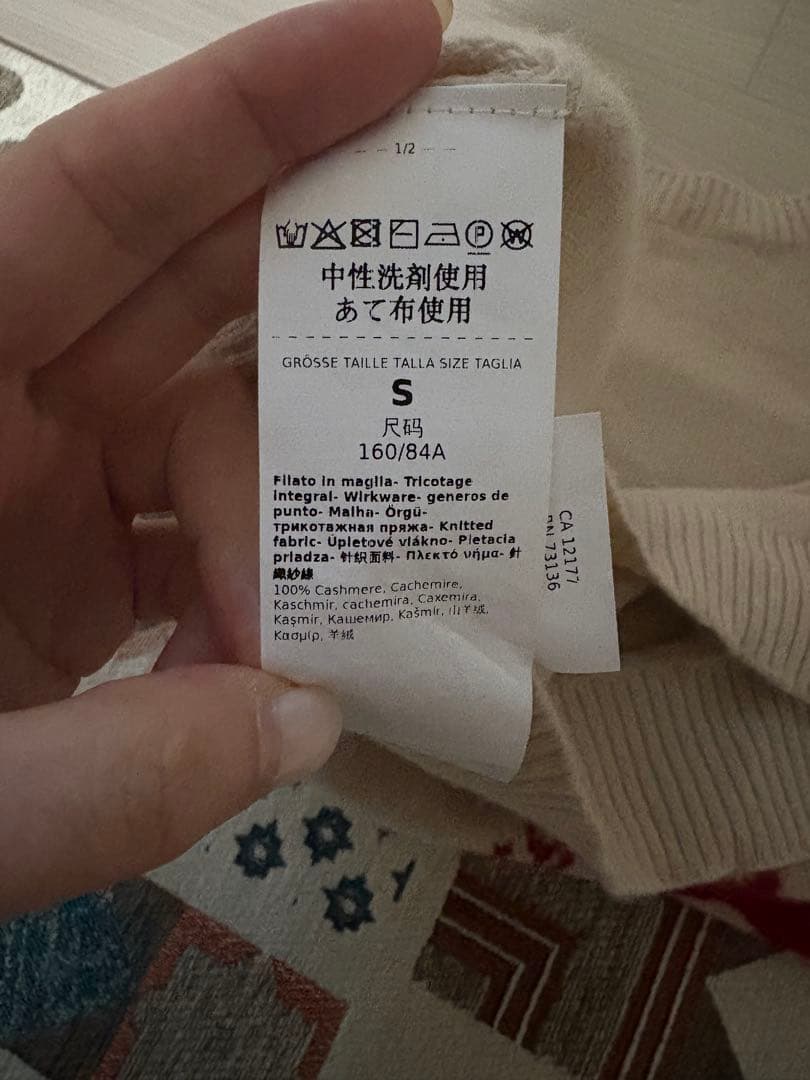 1/2
中性洗剤使用
あて布使用
GRÖSSE TAILLE TALLA SIZE TAGLIA
S
尺码
160/84A
Filato in maglia- Tricotage
integral- Wirkware- generos de
punto- Malha- Örgü-
трикотажная пряжа- Knitted
fabric- Úpletové vlákno- Pletacia
priadza- 针织面料- Πλεκτό νήμα- 針
織紗線
100% Cashmere, Cachemire,
Kaschmir, cachemira, Caxemira,
Kaşmir, Кашемир, Kašmír, 山羊绒,
Κασμίρ, 羊絨
CA 12177
RN 73136